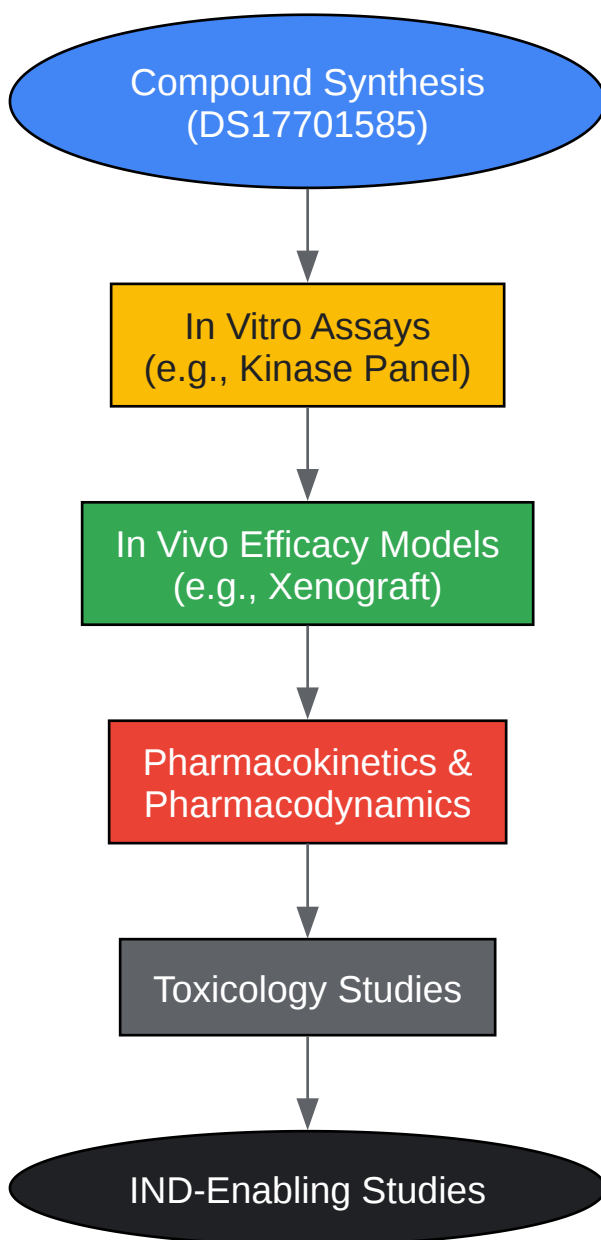 Compound Synthesis
(DS17701585)
In Vitro Assays
(e.g., Kinase Panel)
In Vivo Efficacy Models
(e.g., Xenograft)
Pharmacokinetics &
Pharmacodynamics
Toxicology Studies
IND-Enabling Studies